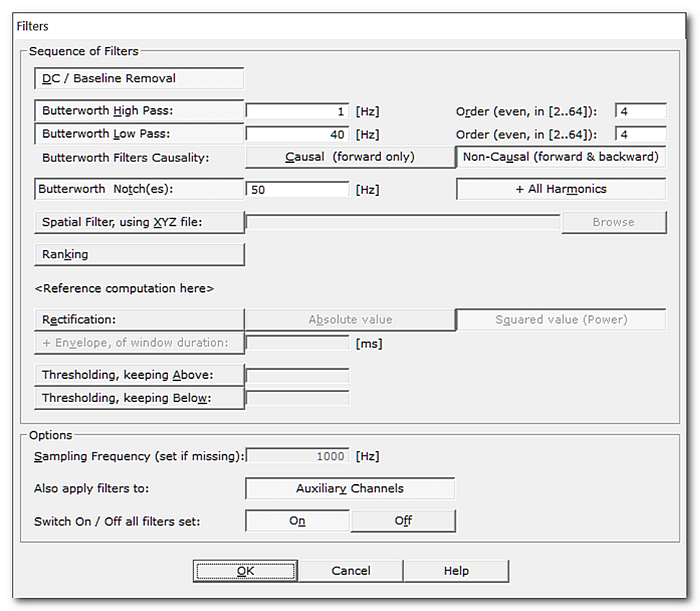 Filters
Sequence of Filters
DC / Baseline Removal
Butterworth High Pass: 1 [Hz] Order (even, in [2..64]): 4
Butterworth Low Pass: 40 [Hz] Order (even, in [2..64]): 4
Butterworth Filters Causality: Causal (forward only) Non-Causal (forward & backward)
Butterworth Notch(es): 50 [Hz] + All Harmonics
Spatial Filter, using XYZ file: Browse
Ranking
<Reference computation here>
Rectification: Absolute value Squared value (Power)
+ Envelope, of window duration: [ms]
Thresholding, keeping Above:
Thresholding, keeping Below:
Options
Sampling Frequency (set if missing): 1000 [Hz]
Also apply filters to: Auxiliary Channels
Switch On / Off all filters set: On Off
OK Cancel Help